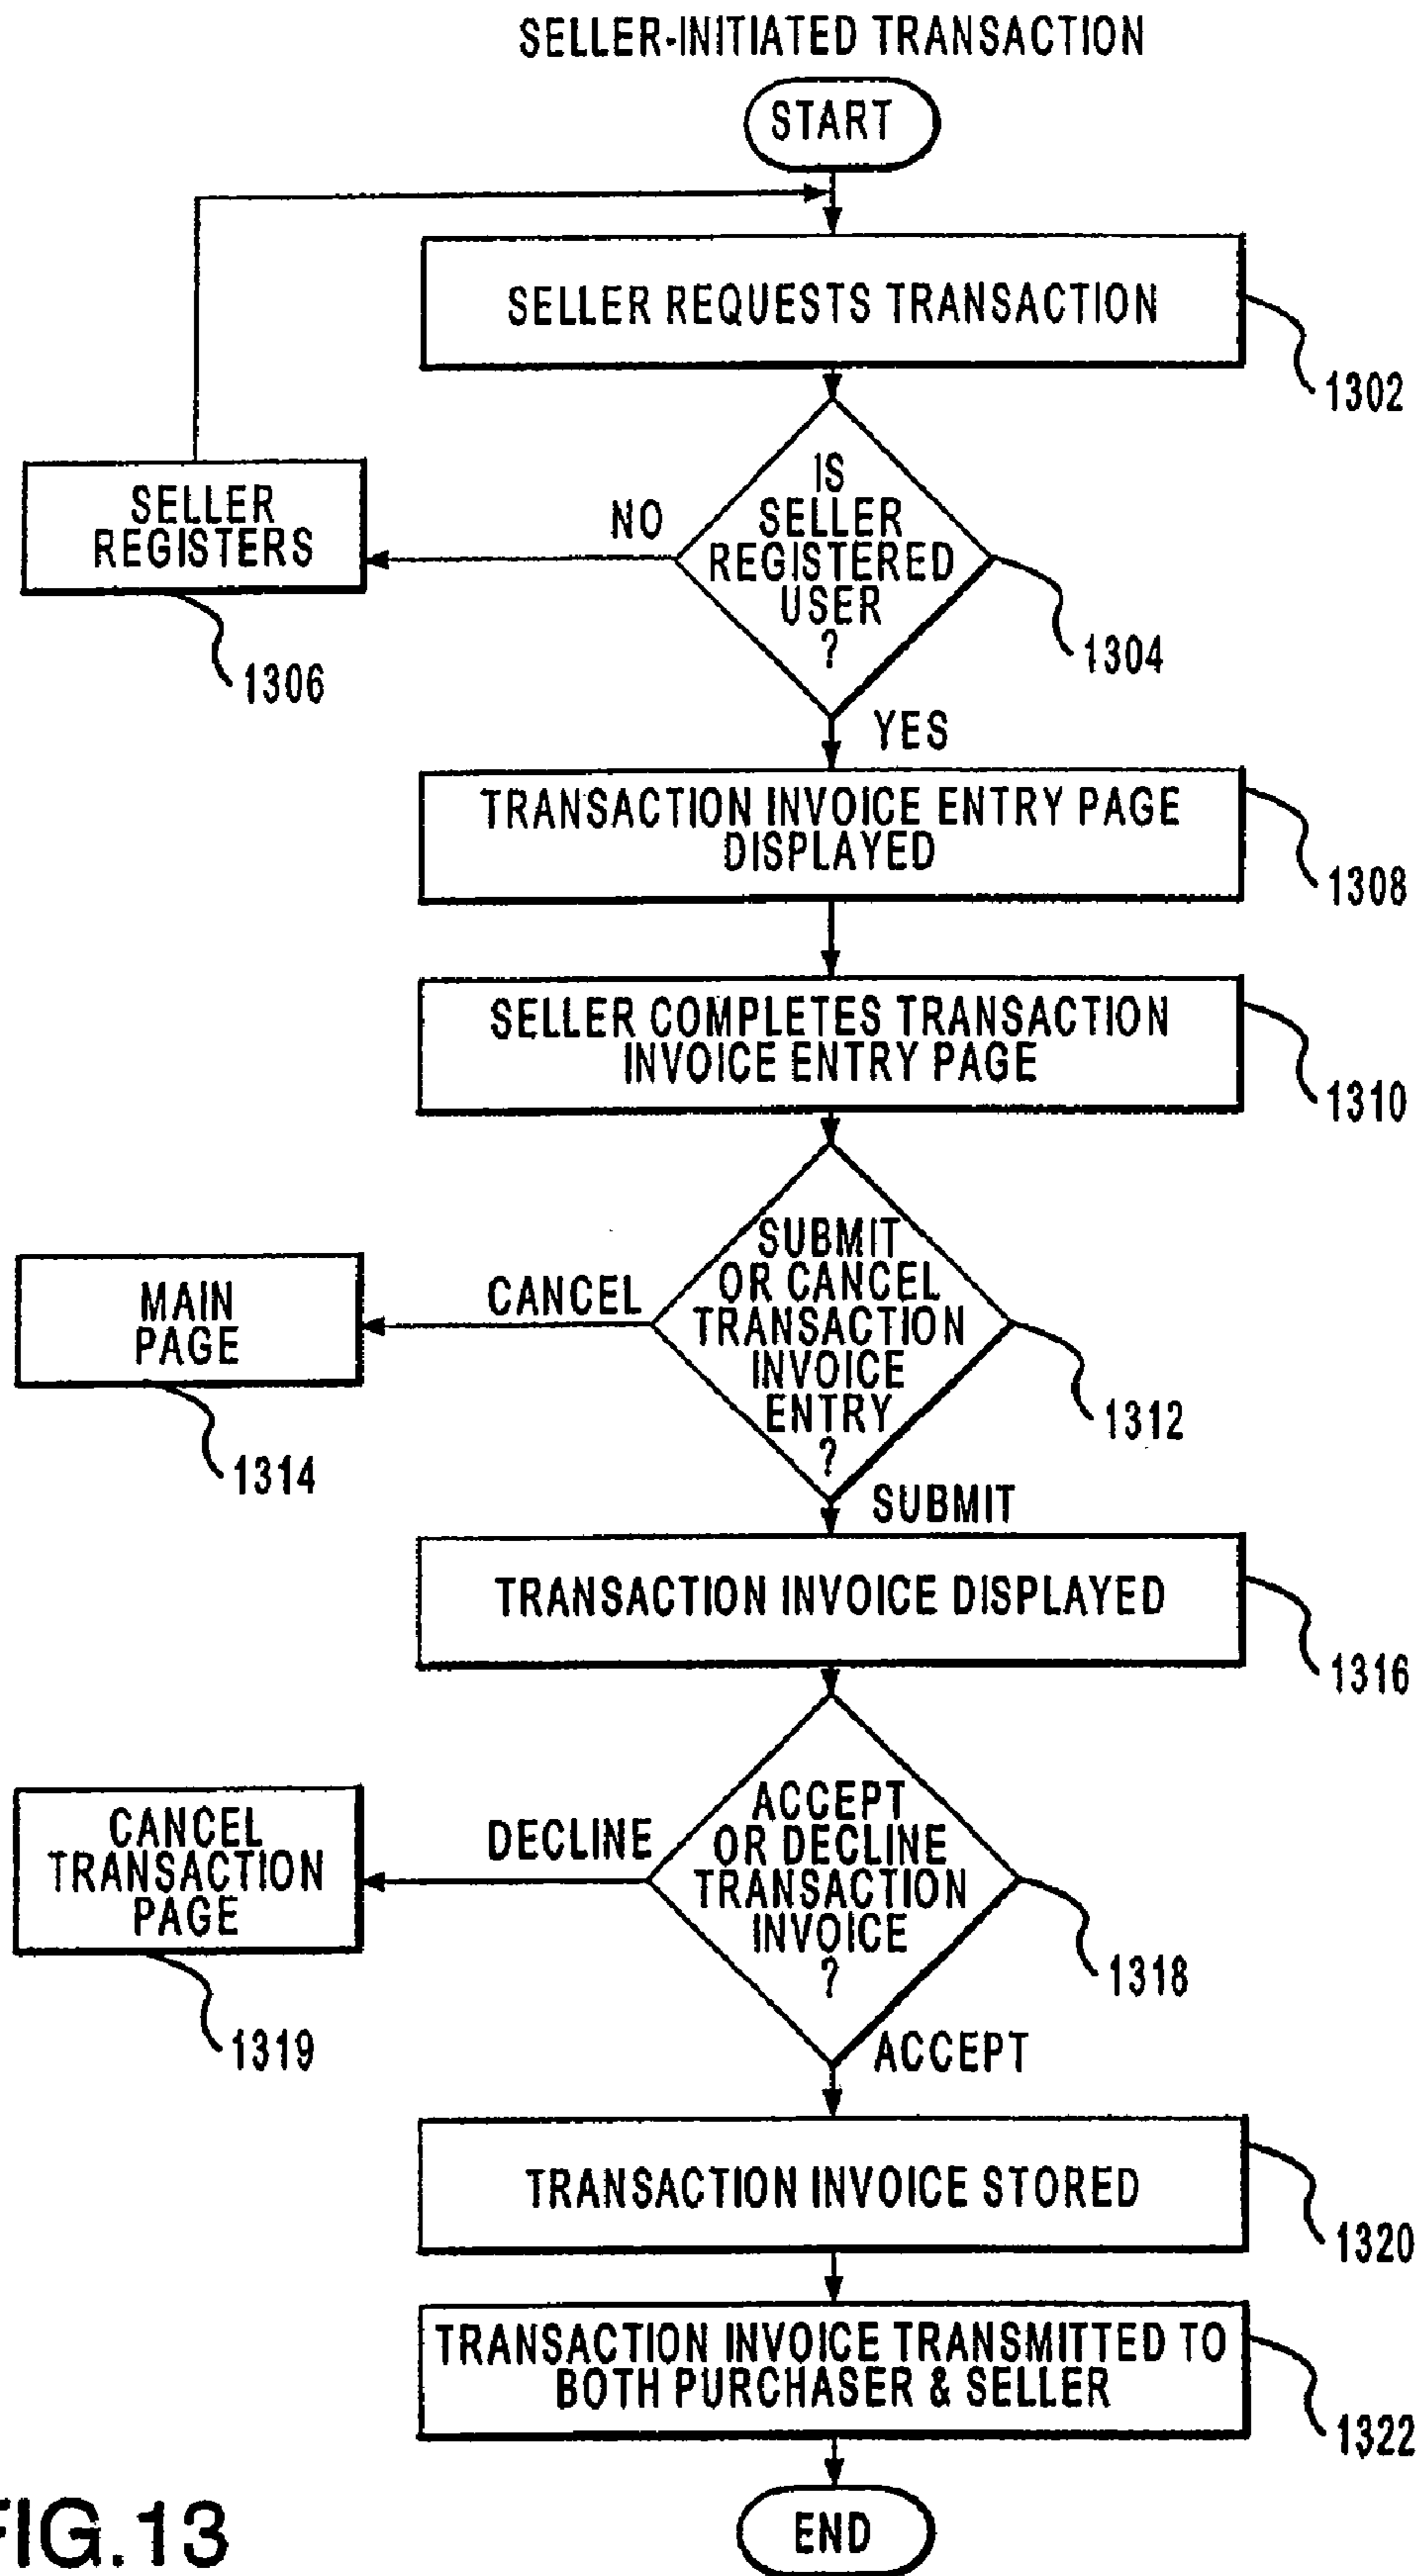 SELLER-INITIATED TRANSACTION
START
SELLER REQUESTS TRANSACTION
1302
IS
SELLER
REGISTERED
USER
?
1304
NO
SELLER
REGISTERS
1306
YES
TRANSACTION INVOICE ENTRY PAGE
DISPLAYED
1308
SELLER COMPLETES TRANSACTION
INVOICE ENTRY PAGE
1310
SUBMIT
OR CANCEL
TRANSACTION
INVOICE
ENTRY
?
1312
CANCEL
MAIN
PAGE
1314
SUBMIT
TRANSACTION INVOICE DISPLAYED
1316
ACCEPT
OR DECLINE
TRANSACTION
INVOICE
?
1318
DECLINE
CANCEL
TRANSACTION
PAGE
1319
ACCEPT
TRANSACTION INVOICE STORED
1320
TRANSACTION INVOICE TRANSMITTED TO
BOTH PURCHASER & SELLER
1322
END
FIG.13